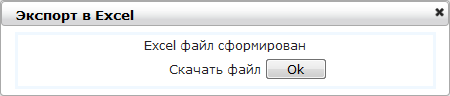 Экспорт в Excel
Excel файл сформирован
Скачать файл Ok